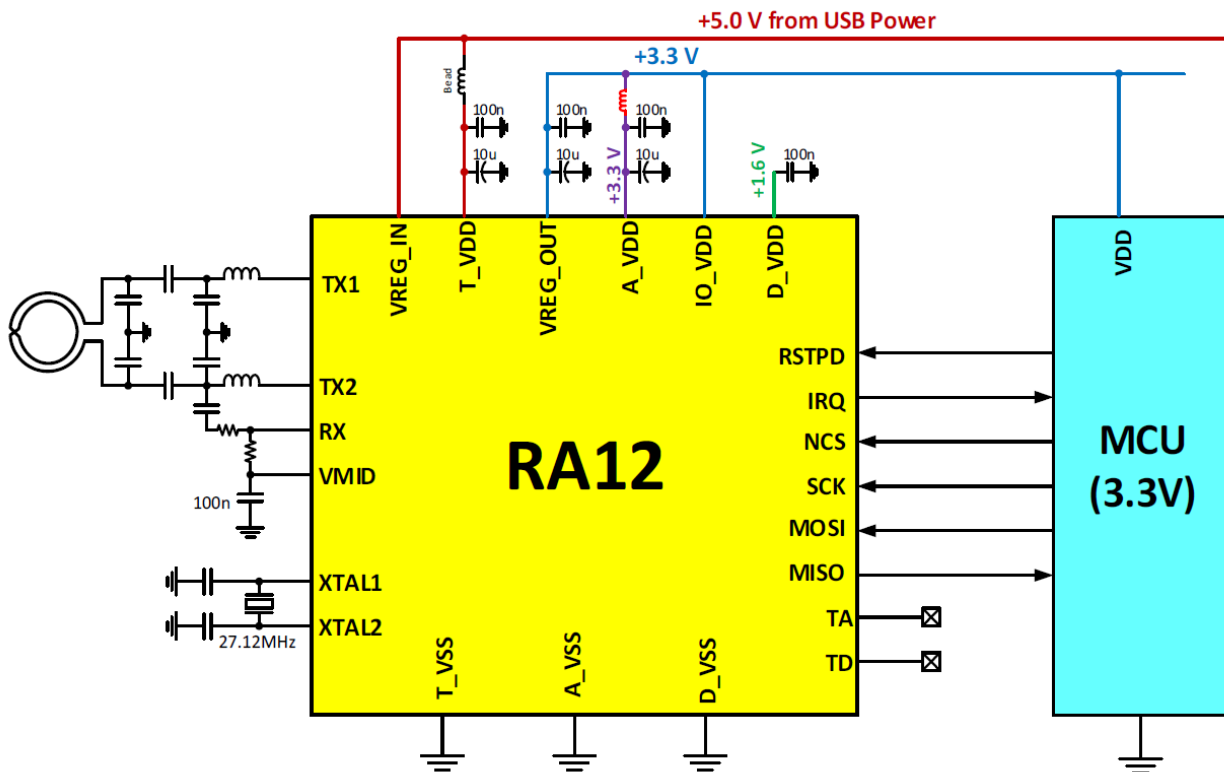 +5.0 V from USB Power
+3.3 V
Bead
100n
100n
100n
10u
10u
10u
+3.3 V
+1.6 V
100n
VREG_IN
T_VDD
VREG_OUT
A_VDD
IO_VDD
D_VDD
VDD
TX1
TX2
RX
VMID
100n
XTAL1
XTAL2
27.12MHz
RA12
RSTPD
IRQ
NCS
SCK
MOSI
MISO
TA
TD
MCU
(3.3V)
T_VSS
A_VSS
D_VSS